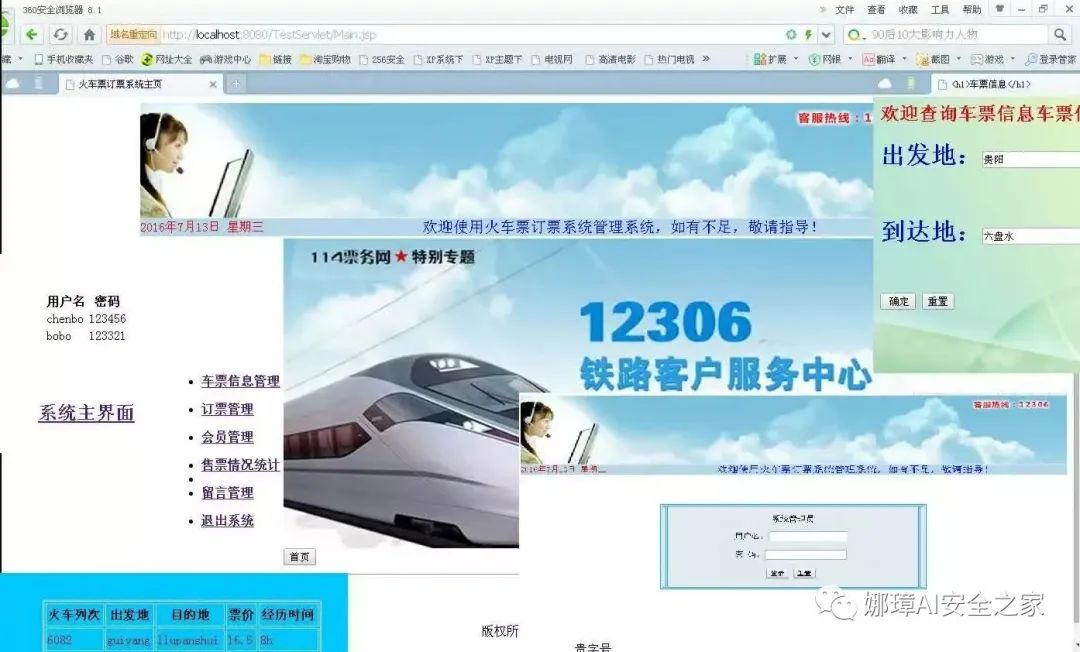 360安全浏览器 8.1
文件 查看 收藏 工具 帮助
域名重定向 http://localhost:8080/TestServlet/Main.jsp
90后10大影响力人物
藏 手机收藏夹 谷歌 网址大全 游戏中心 链接 淘宝购物 256安全 XP系统下 XP主题下 电视网 高清电影 热门电视 » 扩展 网银 翻译 截图 游戏 登录管家
火车票订票系统主页
<h1>车票信息</h1>
客服热线：1
欢迎查询车票信息车票信
出发地： 贵阳
到达地： 六盘水
确定 重置
2016年7月13日 星期三
欢迎使用火车票订票系统管理系统，如有不足，敬请指导！
114票务网★特别专题
12306
铁路客户服务中心
用户名 密码
chenbo 123456
bobo 123321
系统主界面
车票信息管理
订票管理
会员管理
售票情况统计
留言管理
退出系统
首页
客服热线：12306
2016年7月13日 星期三
欢迎使用火车票订票系统管理系统，如有不足，敬请指导！
系统管理员
用户名：
密 码：
登录 重置
火车列次 出发地 目的地 票价 经历时间
6082 guiyang liupanshui 16.5 8h
版权所
贵字号
娜璋AI安全之家